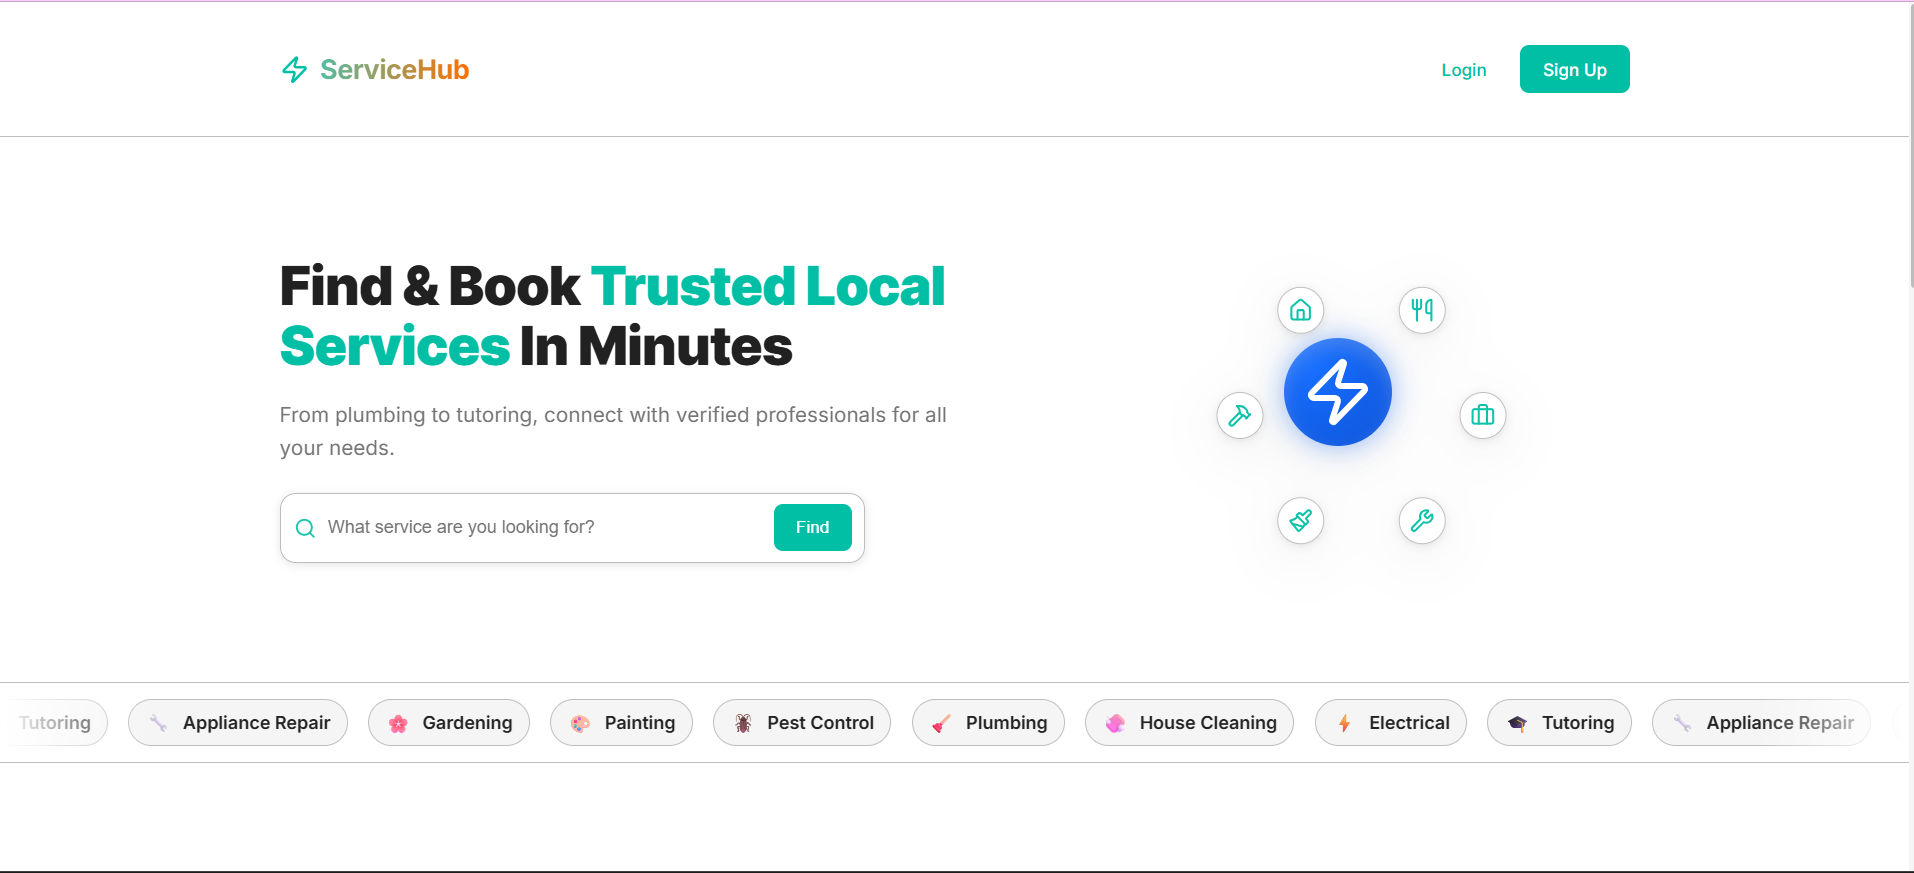 ServiceHub
Login
Sign Up
Find & Book Trusted Local
Services In Minutes
From plumbing to tutoring, connect with verified professionals for all
your needs.
What service are you looking for?
Find
Tutoring
Appliance Repair
Gardening
Painting
Pest Control
Plumbing
House Cleaning
Electrical
Tutoring
Appliance Repair